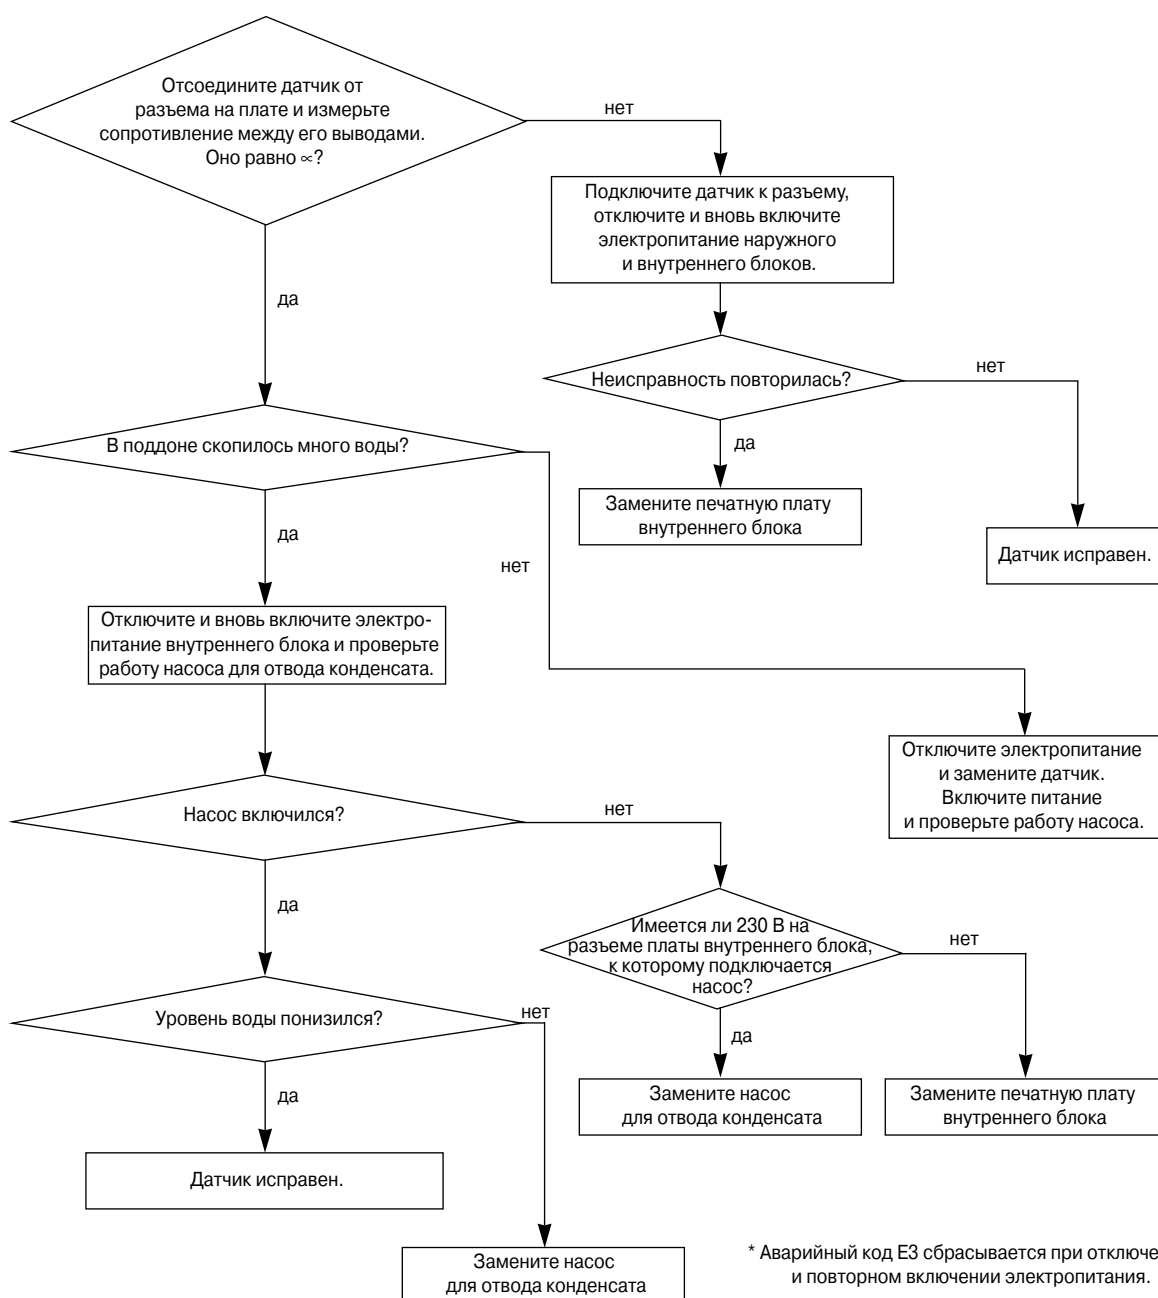 Отсоедините датчик от
разъема на плате и измерьте
сопротивление между его выводами.
Оно равно ∝?
нет
Подключите датчик к разъему,
отключите и вновь включите
электропитание наружного
и внутреннего блоков.
да
Неисправность повторилась?
нет
да
В поддоне скопилось много воды?
Замените печатную плату
внутреннего блока
Датчик исправен.
да
нет
Отключите и вновь включите электро-
питание внутреннего блока и проверьте
работу насоса для отвода конденсата.
Отключите электропитание
и замените датчик.
Включите питание
и проверьте работу насоса.
Насос включился?
нет
да
Имеется ли 230 В на
разъеме платы внутреннего блока,
к которому подключается
насос?
нет
да
Уровень воды понизился?
нет
да
Замените насос
для отвода конденсата
Замените печатную плату
внутреннего блока
Датчик исправен.
Замените насос
для отвода конденсата
* Аварийный код E3 сбрасывается при отключе
и повторном включении электропитания.